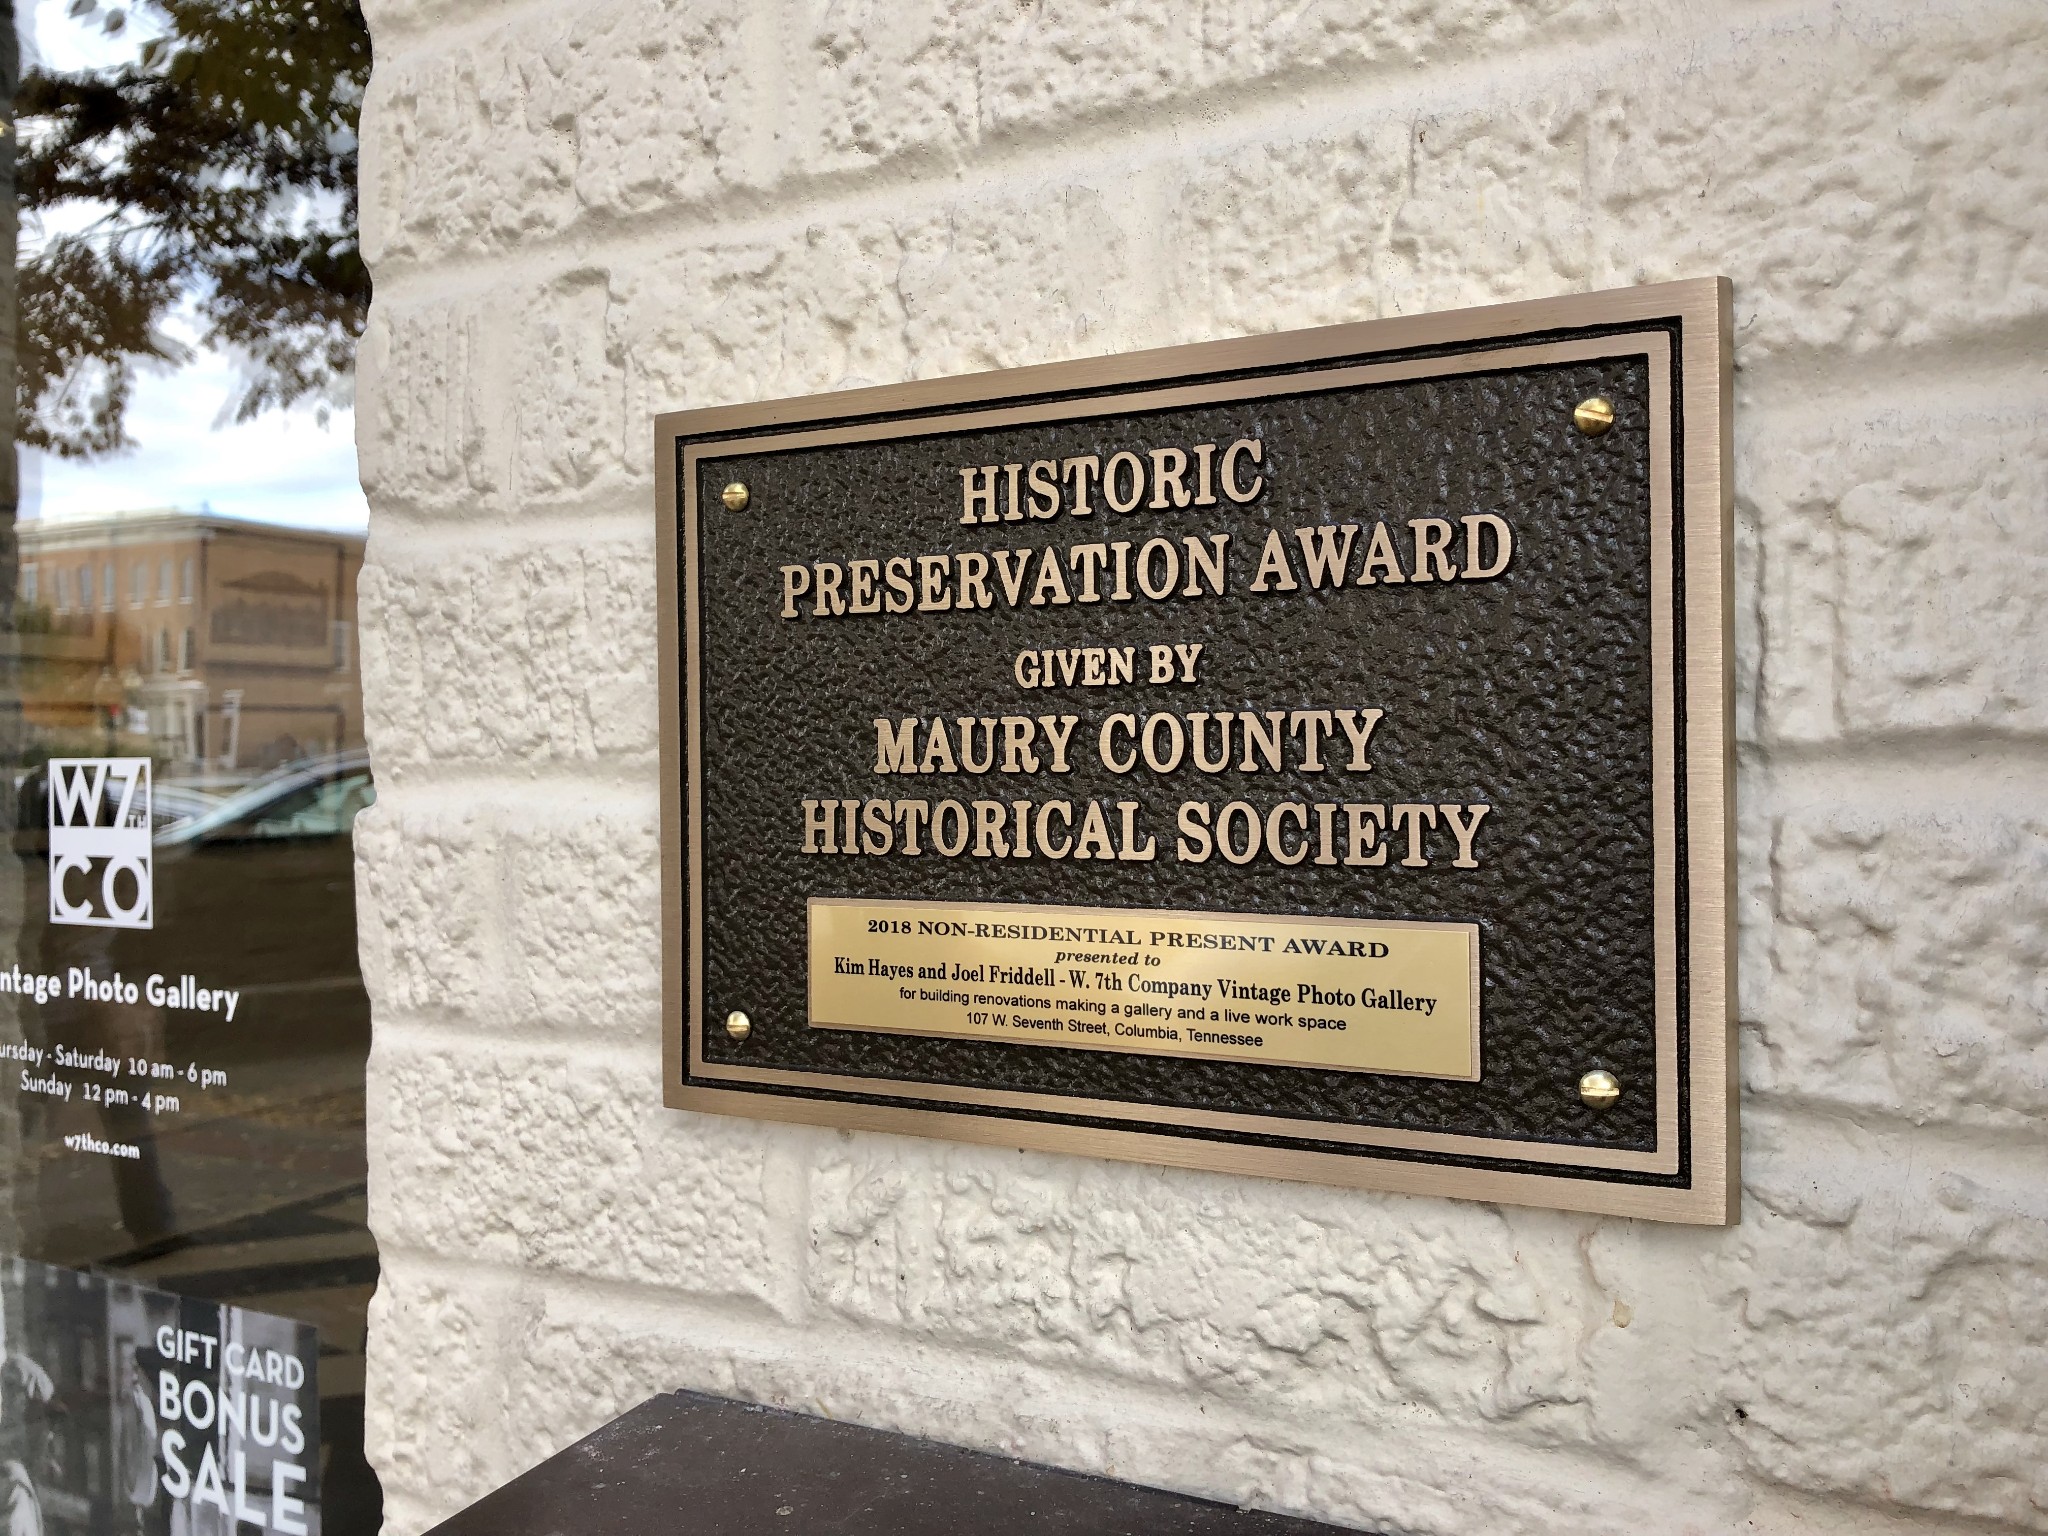 HISTORIC
PRESERVATION AWARD
GIVEN BY
MAURY COUNTY
HISTORICAL SOCIETY
2018 NON-RESIDENTIAL PRESENT AWARD
presented to
Kim Hayes and Joel Friddell - W. 7th Company Vintage Photo Gallery
for building renovations making a gallery and a live work space
107 W. Seventh Street, Columbia, Tennessee
W7TH
CO
ntage Photo Gallery
ursday - Saturday 10 am - 6 pm
Sunday 12 pm - 4 pm
w7thco.com
GIFT CARD
BONUS
SALE